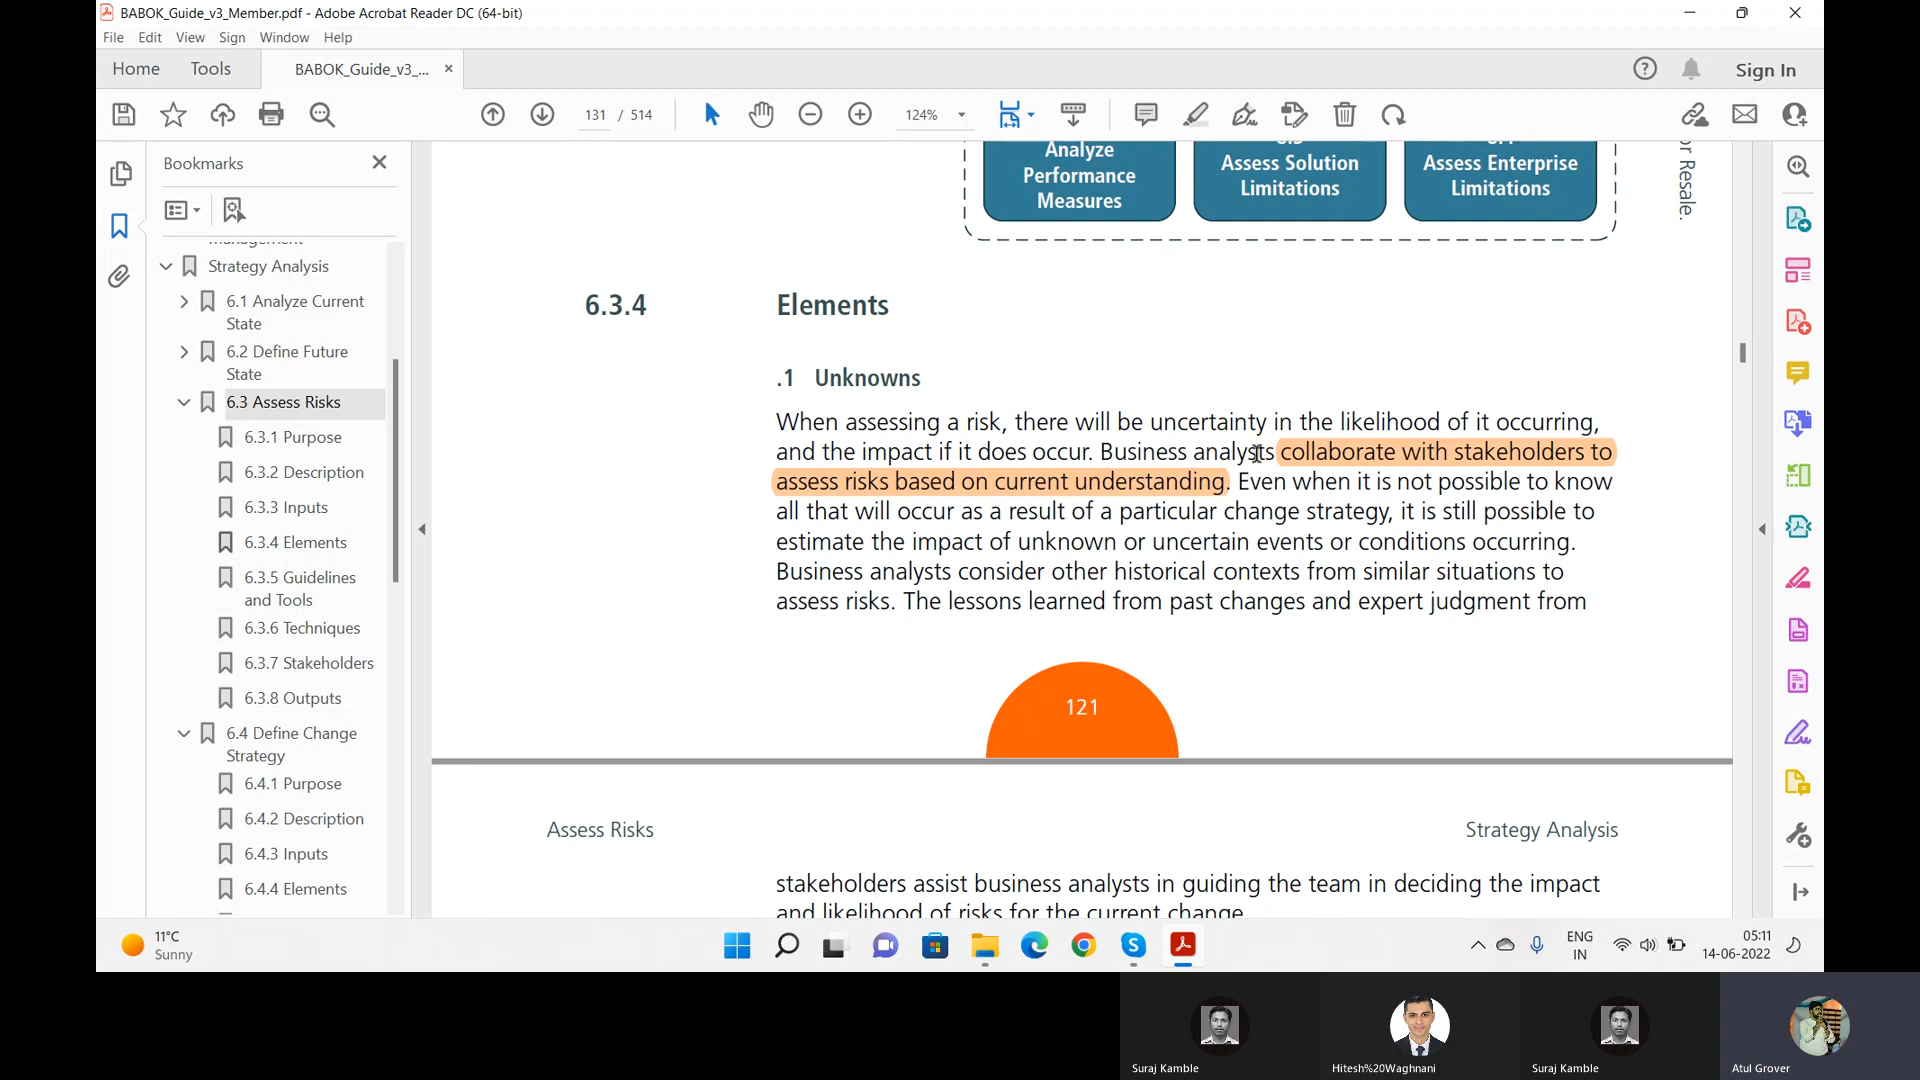 BABOK_Guide_v3_Member.pdf - Adobe Acrobat Reader DC (64-bit)
File Edit View Sign Window Help
Home Tools BABOK_Guide_v3_... × Sign In
131 / 514 124%
Bookmarks
Strategy Analysis
6.1 Analyze Current
State
6.2 Define Future
State
6.3 Assess Risks
6.3.1 Purpose
6.3.2 Description
6.3.3 Inputs
6.3.4 Elements
6.3.5 Guidelines
and Tools
6.3.6 Techniques
6.3.7 Stakeholders
6.3.8 Outputs
6.4 Define Change
Strategy
6.4.1 Purpose
6.4.2 Description
6.4.3 Inputs
6.4.4 Elements
Analyze
Performance
Measures
Assess Solution
Limitations
Assess Enterprise
Limitations
or Resale.
6.3.4 Elements
.1 Unknowns
When assessing a risk, there will be uncertainty in the likelihood of it occurring,
and the impact if it does occur. Business analysts collaborate with stakeholders to
assess risks based on current understanding. Even when it is not possible to know
all that will occur as a result of a particular change strategy, it is still possible to
estimate the impact of unknown or uncertain events or conditions occurring.
Business analysts consider other historical contexts from similar situations to
assess risks. The lessons learned from past changes and expert judgment from
121
Assess Risks Strategy Analysis
stakeholders assist business analysts in guiding the team in deciding the impact
and likelihood of risks for the current change.
11°C
Sunny
ENG
IN
05:11
14-06-2022
Suraj Kamble
Hitesh%20Waghnani
Suraj Kamble
Atul Grover